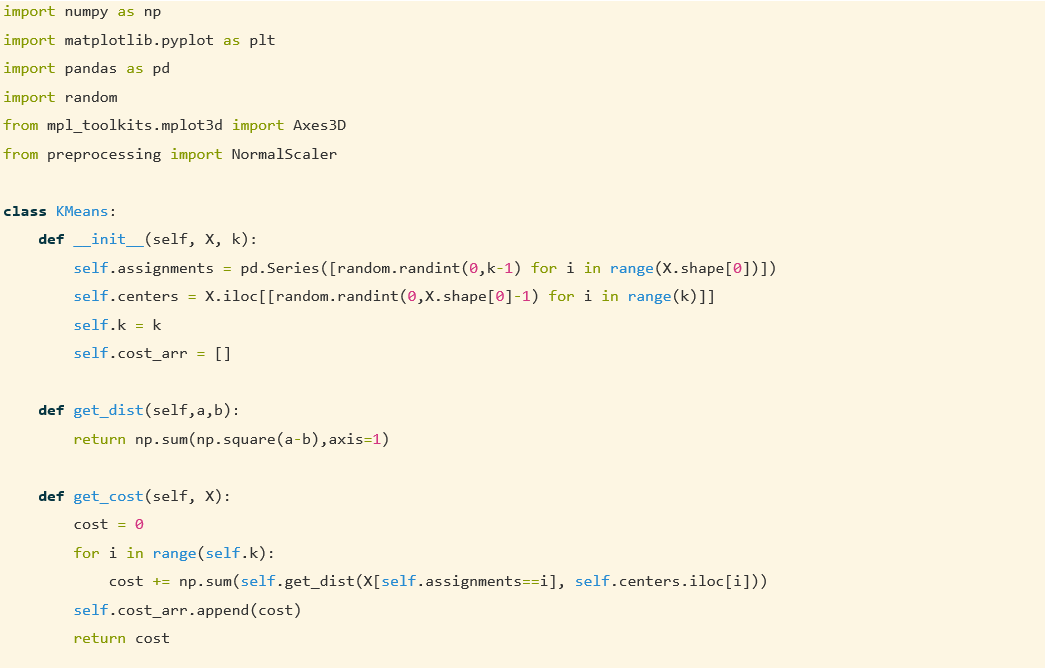 import numpy as np
import matplotlib.pyplot as plt
import pandas as pd
import random
from mpl_toolkits.mplot3d import Axes3D
from preprocessing import NormalScaler

class KMeans:
    def __init__(self, X, k):
        self.assignments = pd.Series([random.randint(0,k-1) for i in range(X.shape[0])])
        self.centers = X.iloc[[random.randint(0,X.shape[0]-1) for i in range(k)]]
        self.k = k
        self.cost_arr = []

    def get_dist(self,a,b):
        return np.sum(np.square(a-b),axis=1)

    def get_cost(self, X):
        cost = 0
        for i in range(self.k):
            cost += np.sum(self.get_dist(X[self.assignments==i], self.centers.iloc[i]))
        self.cost_arr.append(cost)
        return cost